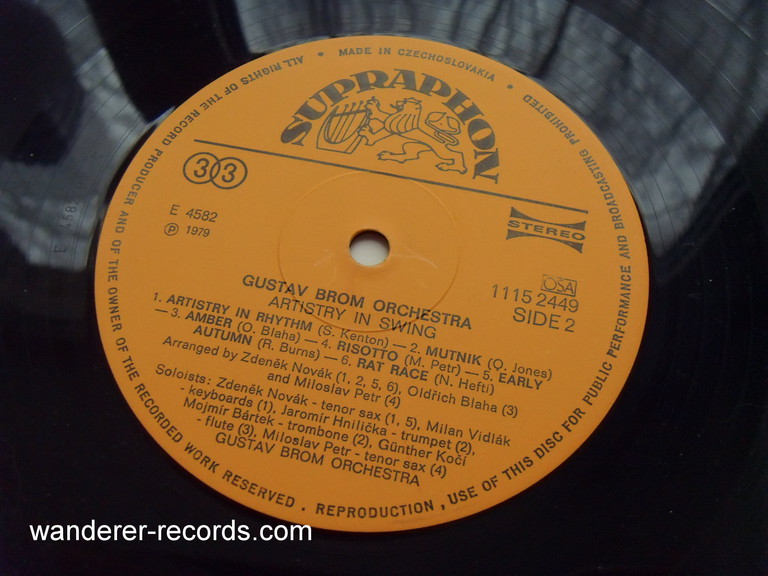 ALL RIGHTS OF THE RECORD PRODUCER AND OF THE OWNER OF THE RECORDED WORK RESERVED . REPRODUCTION , USE OF THIS DISC FOR PUBLIC PERFORMANCE AND BROADCASTING PROHIBITED • MADE IN CZECHOSLOVAKIA •
SUPRAPHON
33
STEREO
E 4582
Ⓟ 1979
OSA
1115 2449
SIDE 2
GUSTAV BROM ORCHESTRA
ARTISTRY IN SWING
1. ARTISTRY IN RHYTHM (S. Kenton) — 2. MUTNIK (Q. Jones)
— 3. AMBER (O. Blaha) — 4. RISOTTO (M. Petr) — 5. EARLY
AUTUMN (R. Burns) — 6. RAT RACE (N. Hefti)
Arranged by Zdeněk Novák (1, 2, 5, 6), Oldřich Blaha (3)
and Miloslav Petr (4)
Soloists: Zdeněk Novák - tenor sax (1, 5), Milan Vidlák
- keyboards (1), Jaromír Hnilička - trumpet (2),
Mojmír Bártek - trombone (2), Günther Kočí
- flute (3), Miloslav Petr - tenor sax (4)
GUSTAV BROM ORCHESTRA
E 4582
wanderer-records.com